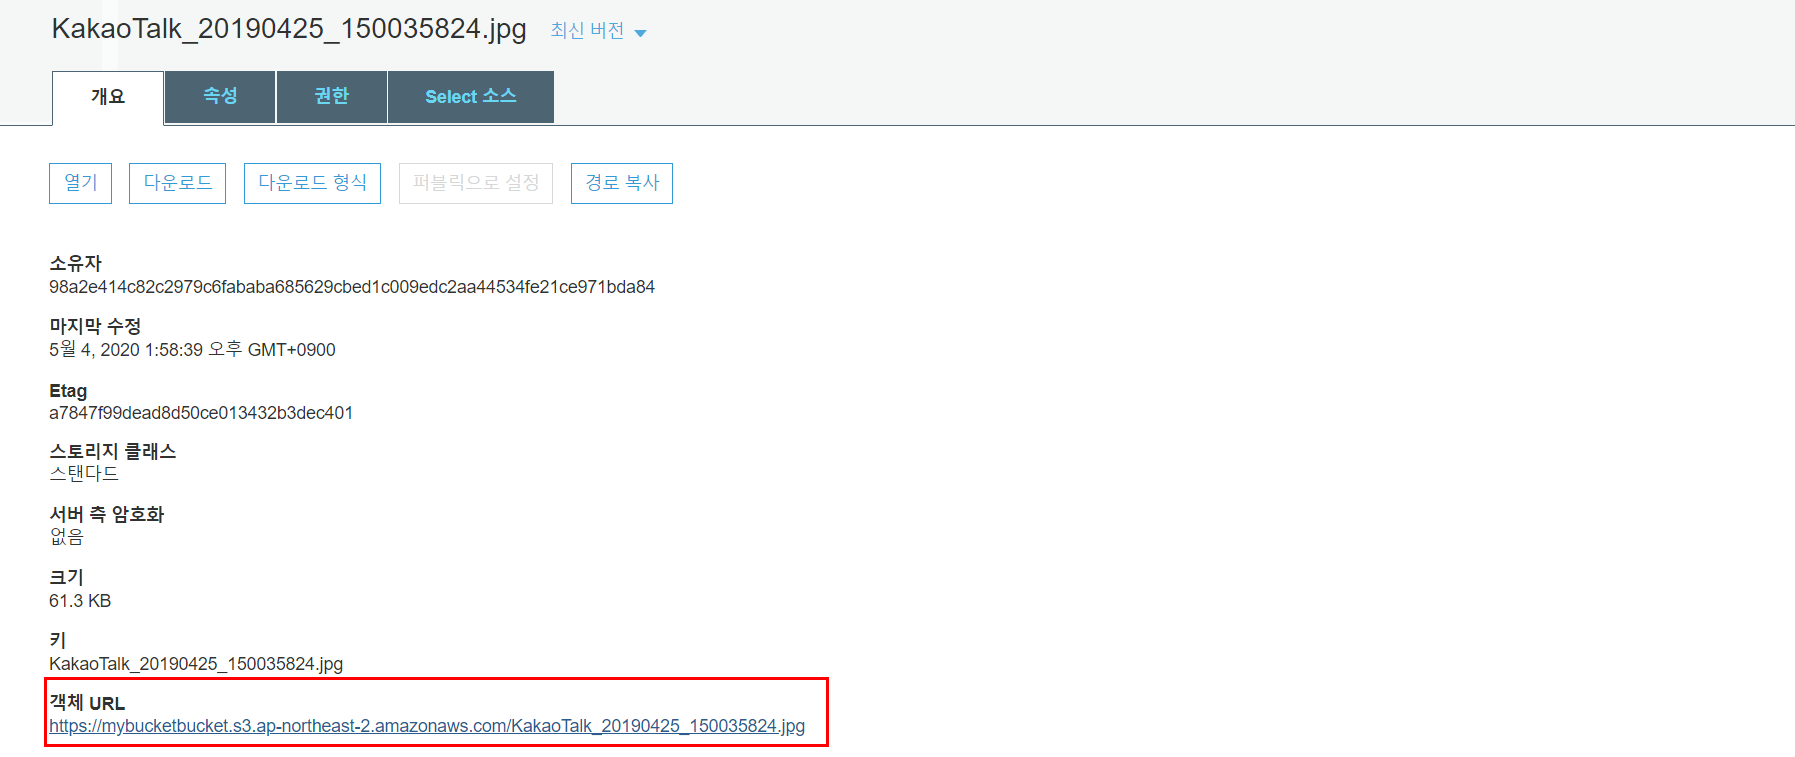 KakaoTalk_20190425_150035824.jpg 최신 버전
개요 속성 권한 Select 소스
열기 다운로드 다운로드 형식 퍼블릭으로 설정 경로 복사
소유자
98a2e414c82c2979c6fababa685629cbed1c009edc2aa44534fe21ce971bda84
마지막 수정
5월 4, 2020 1:58:39 오후 GMT+0900
Etag
a7847f99dead8d50ce013432b3dec401
스토리지 클래스
스탠다드
서버 측 암호화
없음
크기
61.3 KB
키
KakaoTalk_20190425_150035824.jpg
객체 URL
https://mybucketbucket.s3.ap-northeast-2.amazonaws.com/KakaoTalk_20190425_150035824.jpg